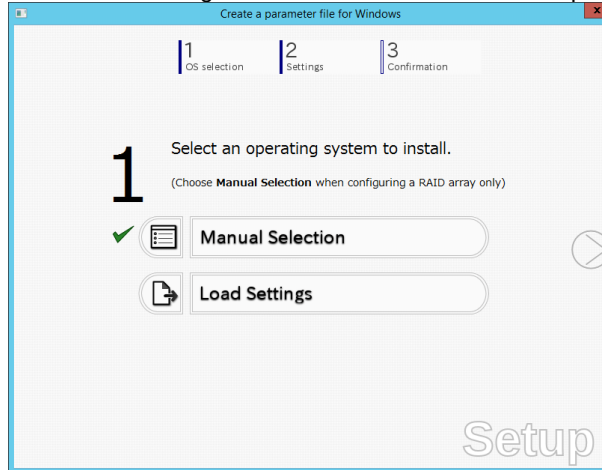 Create a parameter file for Windows
x
1
OS selection
2
Settings
3
Confirmation
1
Select an operating system to install.
(Choose Manual Selection when configuring a RAID array only)
Manual Selection
Load Settings
Setup